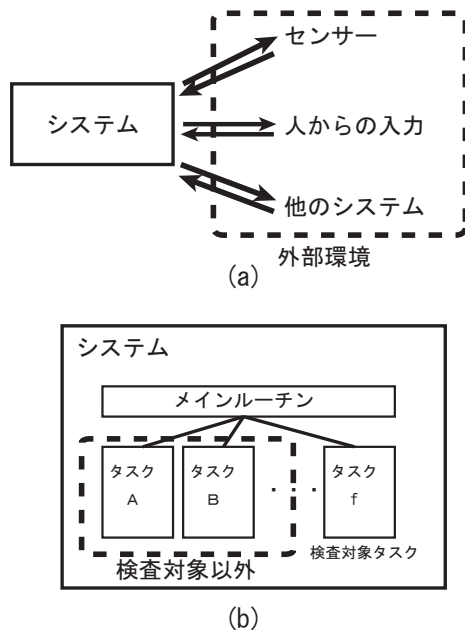 センサー
システム
人からの入力
他のシステム
外部環境
(a)
システム
メインルーチン
タスク タスク タスク
A B ・・・ f
検査対象タスク
検査対象以外
(b)